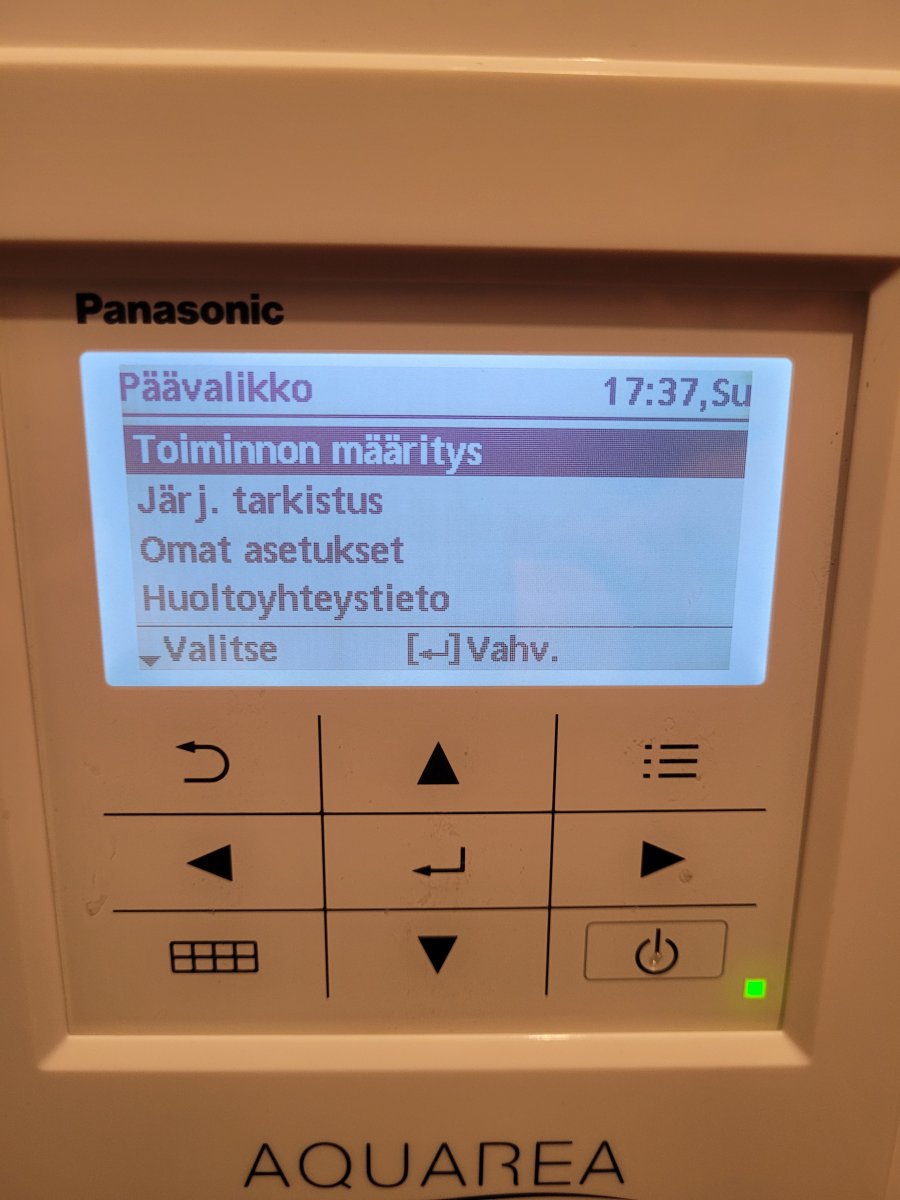 Panasonic
Päävalikko 17:37,Su
Toiminnon määritys
Järj. tarkistus
Omat asetukset
Huoltoyhteystieto
Valitse [↵]Vahv.
AQUAREA